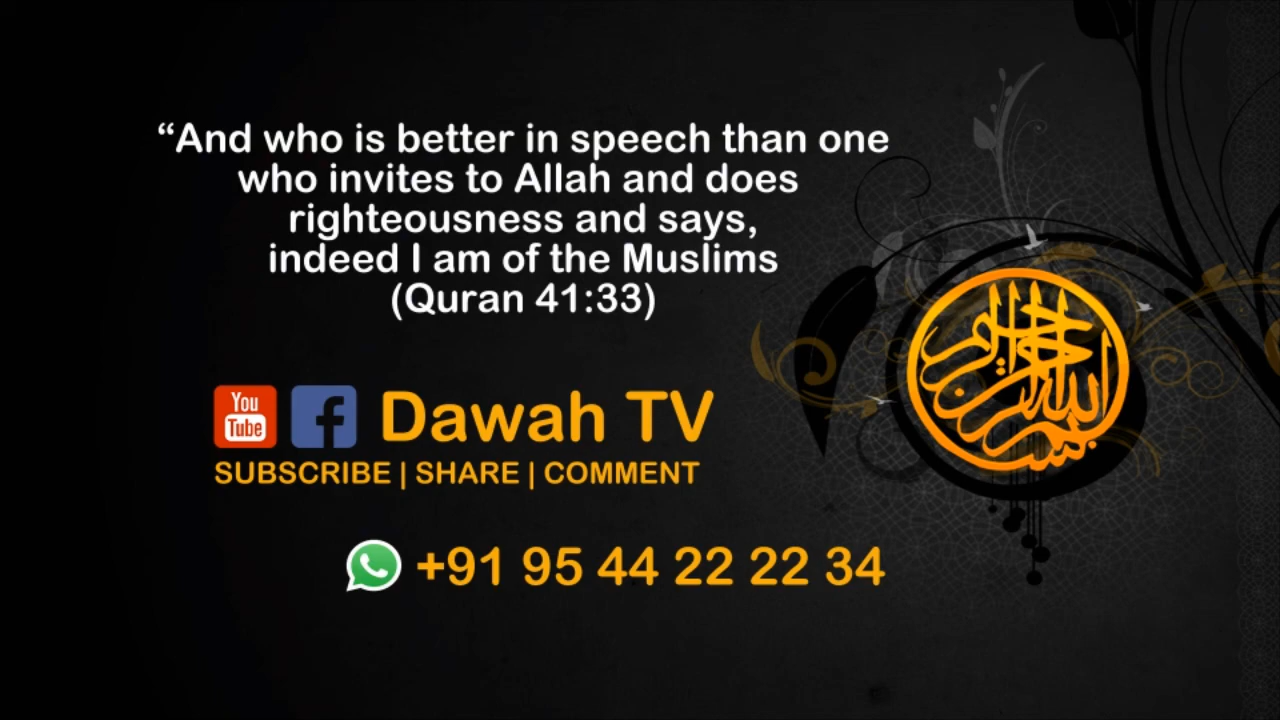 “And who is better in speech than one
who invites to Allah and does
righteousness and says,
indeed I am of the Muslims
(Quran 41:33)
You
Tube
f
Dawah TV
SUBSCRIBE | SHARE | COMMENT
+91 95 44 22 22 34
بسم الله الرحمن الرحيم